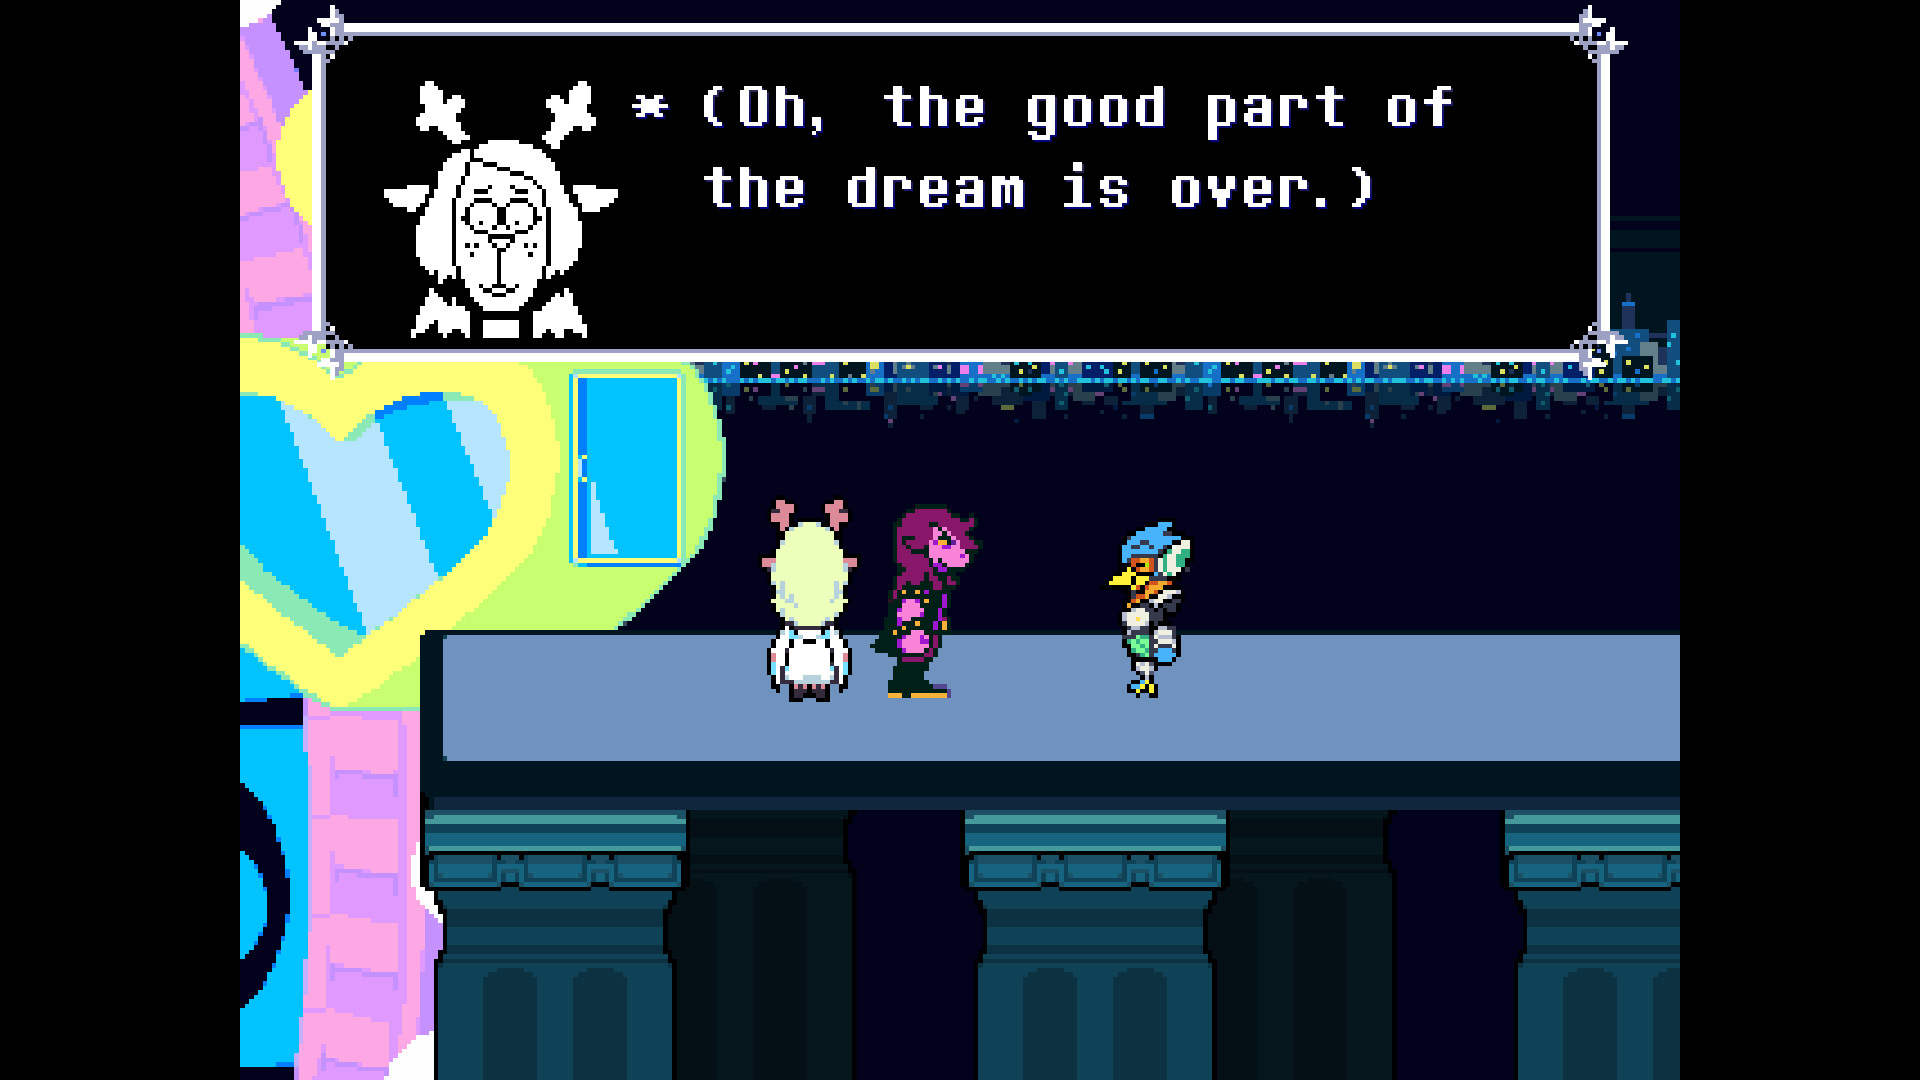 * (Oh, the good part of
the dream is over.)